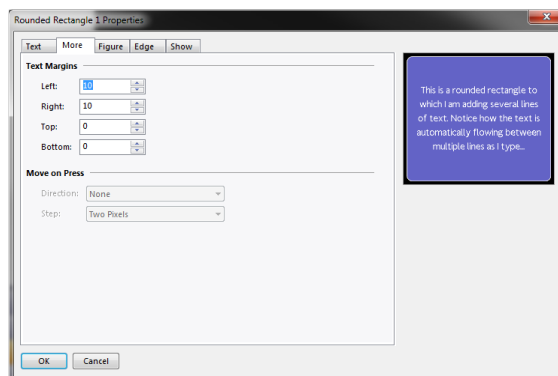 Rounded Rectangle 1 Properties
Text More Figure Edge Show
Text Margins
Left: 10
Right: 10
Top: 0
Bottom: 0
Move on Press
Direction: None
Step: Two Pixels
OK Cancel
This is a rounded rectangle to
which I am adding several lines
of text. Notice how the text is
automatically flowing between
multiple lines as I type...